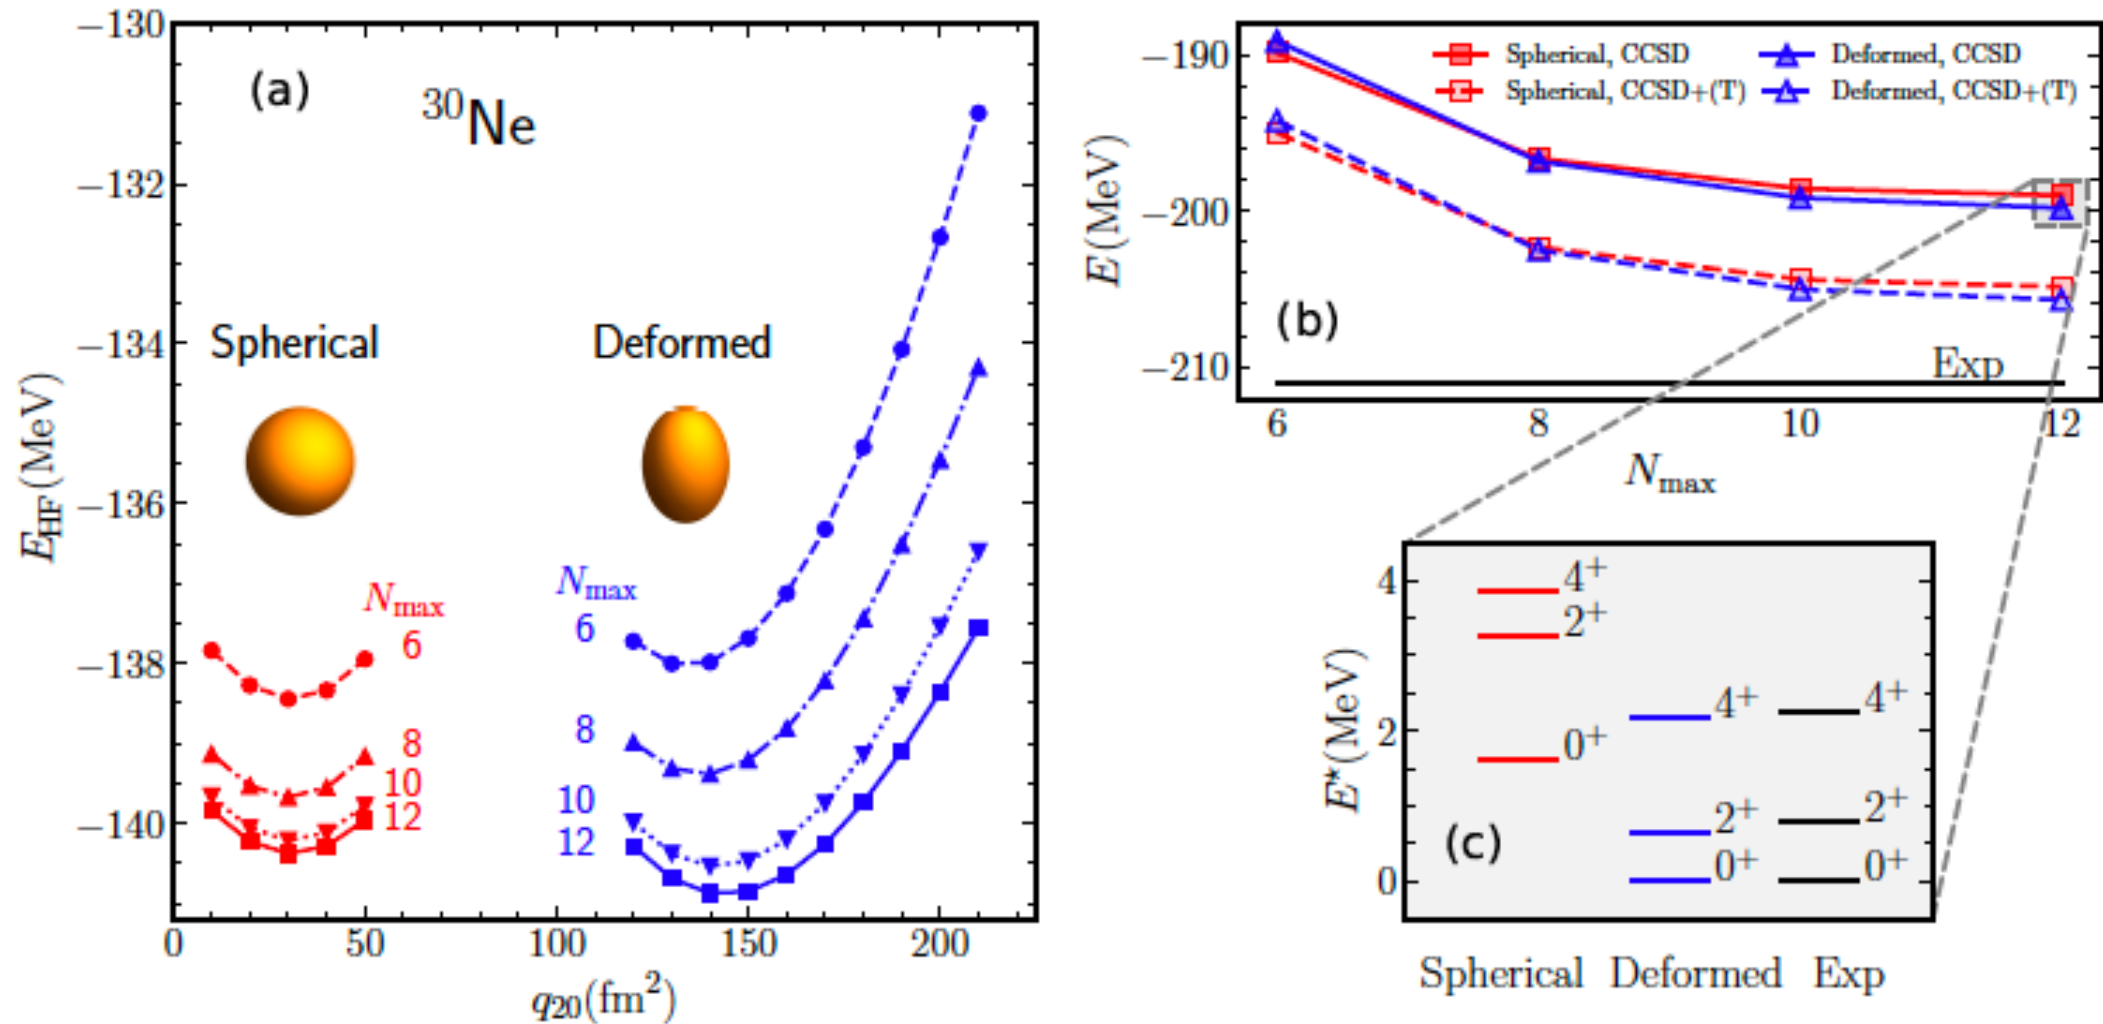 (a)
³⁰Ne
Spherical
Deformed
N_max
6
8
10
12
N_max
6
8
10
12
−130
−132
−134
−136
−138
−140
E_HF(MeV)
0
50
100
150
200
q₂₀(fm²)
Spherical, CCSD
Deformed, CCSD
Spherical, CCSD+(T)
Deformed, CCSD+(T)
−190
−200
−210
E(MeV)
(b)
Exp
6
8
10
12
N_max
4
2
0
E*(MeV)
4⁺
2⁺
0⁺
4⁺
2⁺
0⁺
4⁺
2⁺
0⁺
(c)
Spherical Deformed Exp